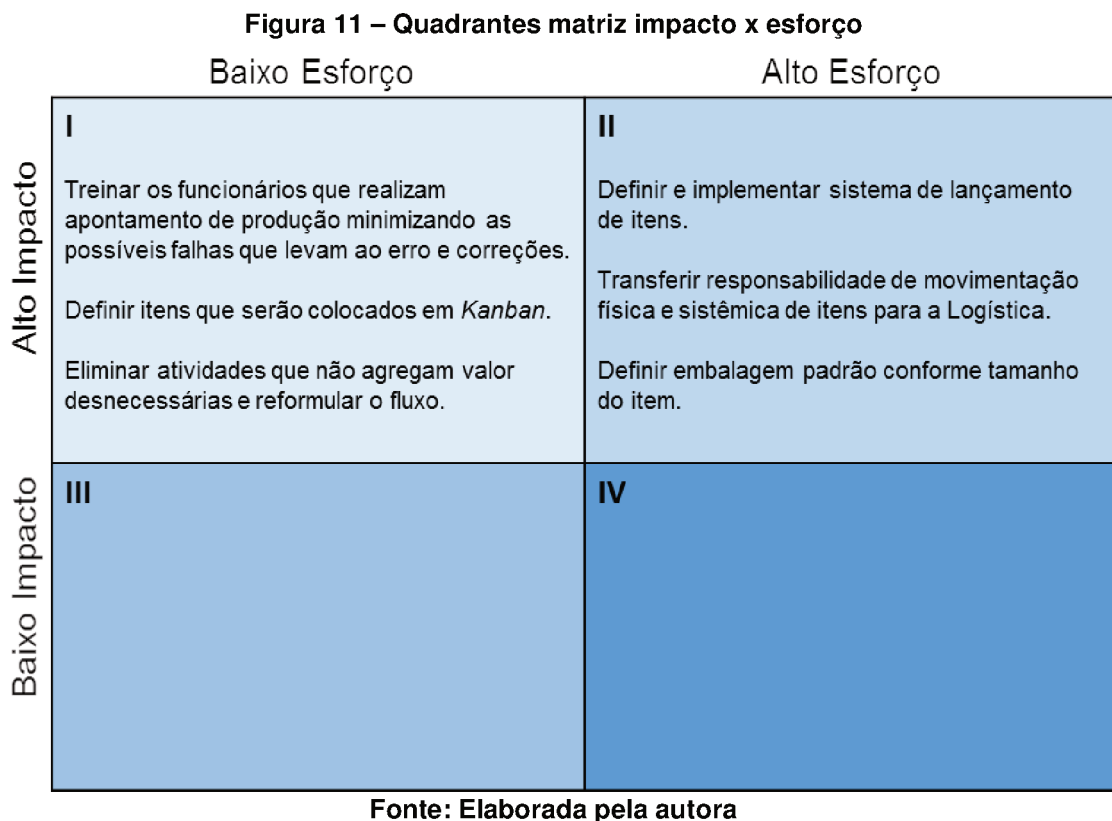 Figura 11 – Quadrantes matriz impacto x esforço
Baixo Esforço
Alto Esforço
Alto Impacto
I
Treinar os funcionários que realizam
apontamento de produção minimizando as
possíveis falhas que levam ao erro e correções.
Definir itens que serão colocados em Kanban.
Eliminar atividades que não agregam valor
desnecessárias e reformular o fluxo.
II
Definir e implementar sistema de lançamento
de itens.
Transferir responsabilidade de movimentação
física e sistêmica de itens para a Logística.
Definir embalagem padrão conforme tamanho
do item.
Baixo Impacto
III
IV
Fonte: Elaborada pela autora